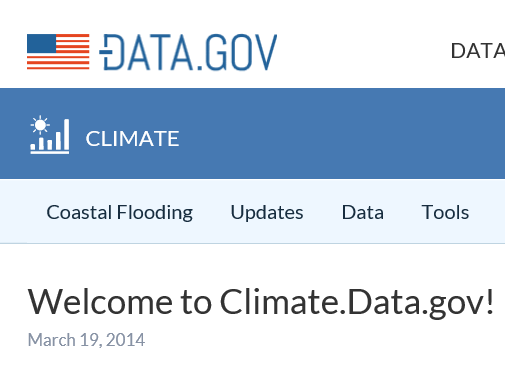 DATA.GOV
DATA
CLIMATE
Coastal Flooding Updates Data Tools
Welcome to Climate.Data.gov!
March 19, 2014